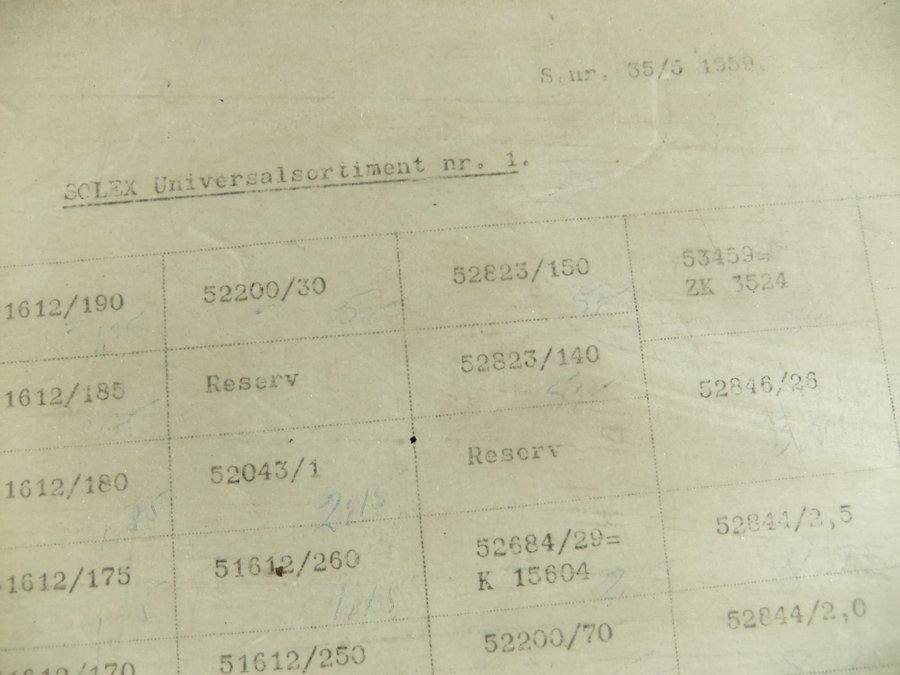 S.nr. 35/5 1959.
SOLEX Universalsortiment nr. 1.
1612/190 52200/30 52823/150 53459=
ZK 3524
1612/185 Reserv 52823/140 52846/26
1612/180 52043/1 Reserv 52844/2,5
1612/175 51612/260 52684/29=
K 15604
1612/170 51612/250 52200/70 52844/2,0